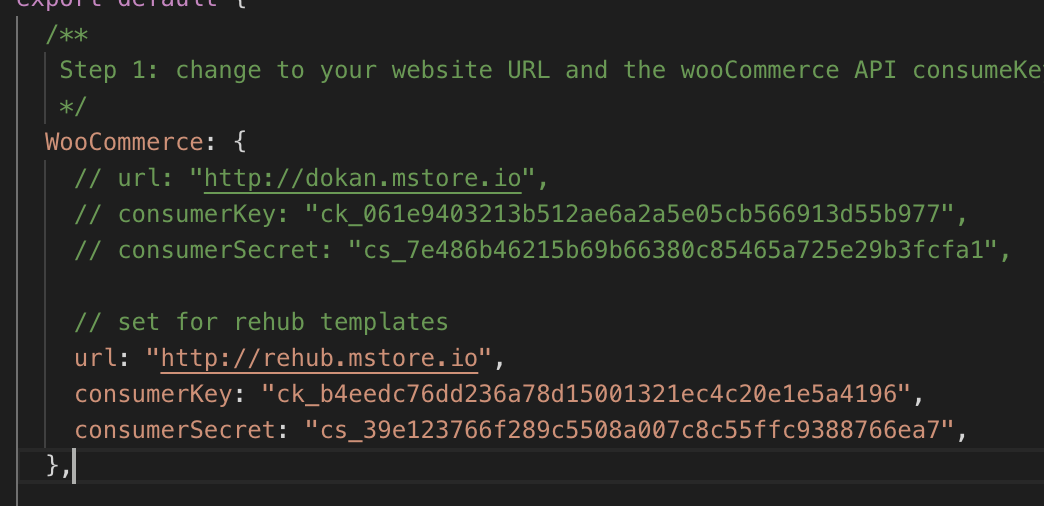 export default {
/**
Step 1: change to your website URL and the wooCommerce API consumeKe
*/
WooCommerce: {
// url: "http://dokan.mstore.io",
// consumerKey: "ck_061e9403213b512ae6a2a5e05cb566913d55b977",
// consumerSecret: "cs_7e486b46215b69b66380c85465a725e29b3fcfa1",
// set for rehub templates
url: "http://rehub.mstore.io",
consumerKey: "ck_b4eedc76dd236a78d15001321ec4c20e1e5a4196",
consumerSecret: "cs_39e123766f289c5508a007c8c55ffc9388766ea7",
},